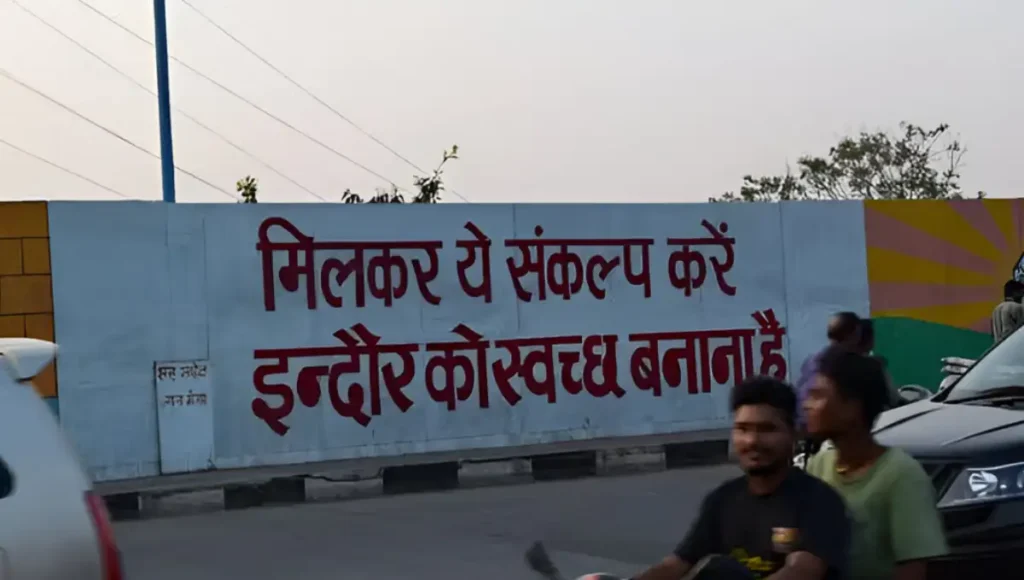 मिलकर ये संकल्प करें
इन्दौर को स्वच्छ बनाना है